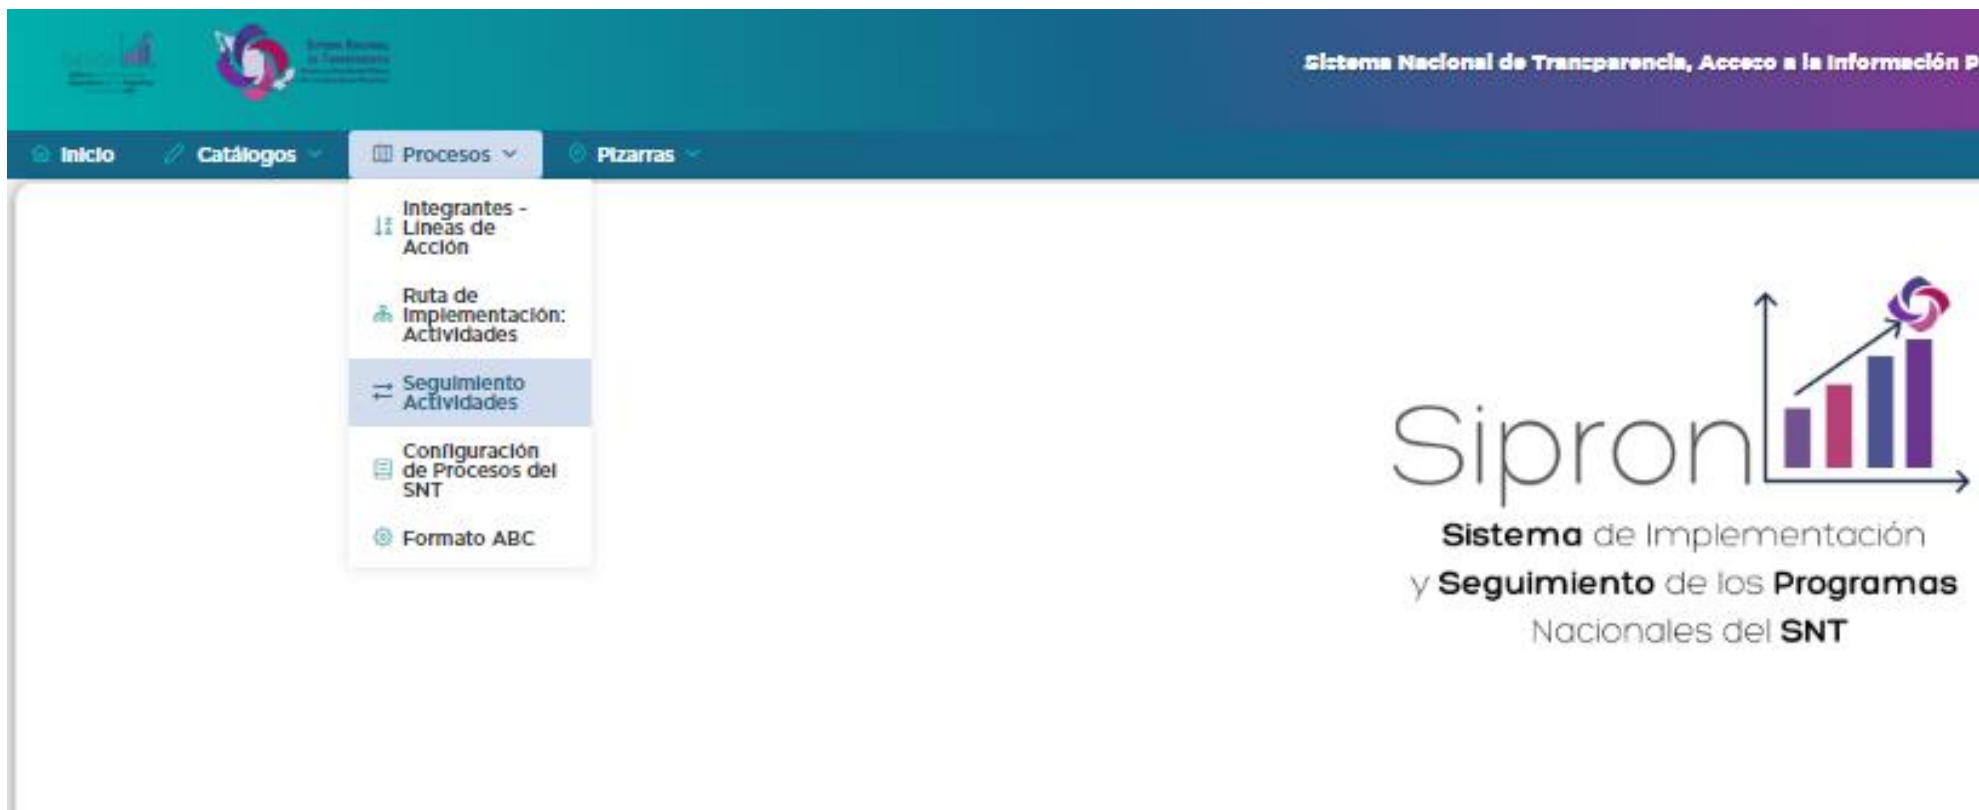 Sistema Nacional de Transparencia, Acceso a la Información P
Inicio
Catálogos
Procesos
Pizarras
Integrantes -
Líneas de
Acción
Ruta de
Implementación:
Actividades
Seguimiento
Actividades
Configuración
de Procesos del
SNT
Formato ABC
Sipron
Sistema de Implementación
y Seguimiento de los Programas
Nacionales del SNT